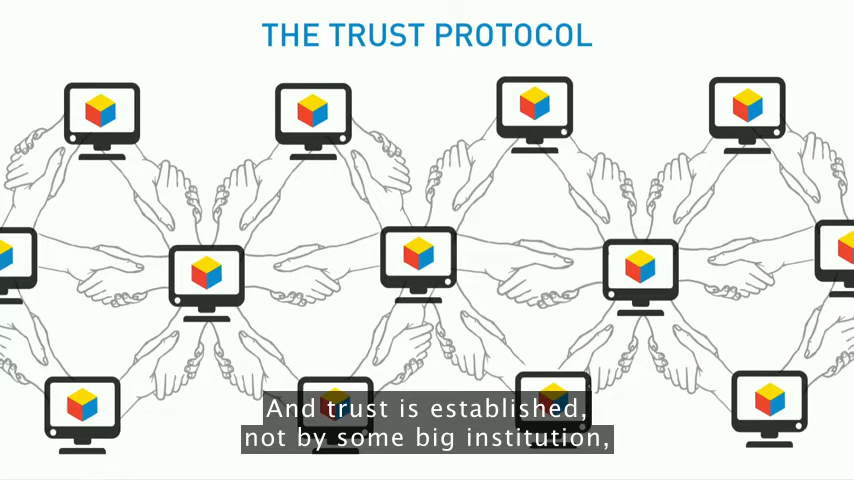 THE TRUST PROTOCOL
And trust is established,
not by some big institution,